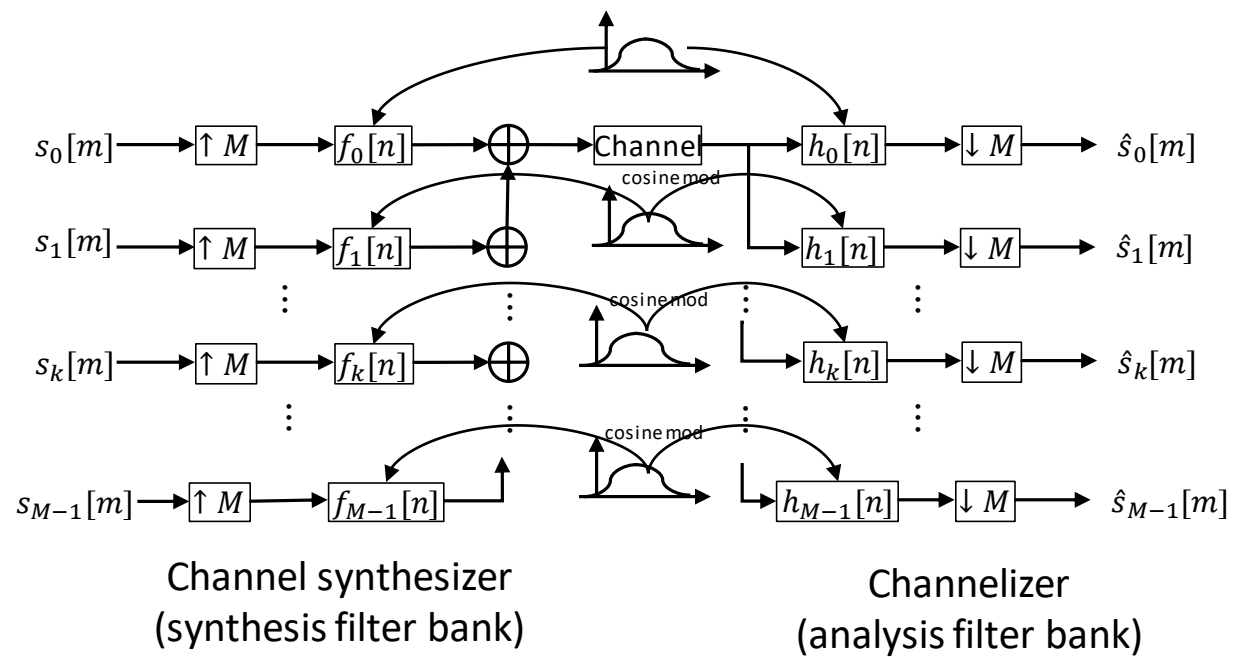 s_0[m] ↑ M f_0[n] Channel h_0[n] ↓ M ŝ_0[m]
cosine mod
s_1[m] ↑ M f_1[n] h_1[n] ↓ M ŝ_1[m]
⋮ ⋮ ⋮ ⋮
cosine mod
s_k[m] ↑ M f_k[n] h_k[n] ↓ M ŝ_k[m]
⋮ ⋮ ⋮ ⋮
cosine mod
s_{M−1}[m] ↑ M f_{M−1}[n] h_{M−1}[n] ↓ M ŝ_{M−1}[m]
Channel synthesizer
(synthesis filter bank)
Channelizer
(analysis filter bank)